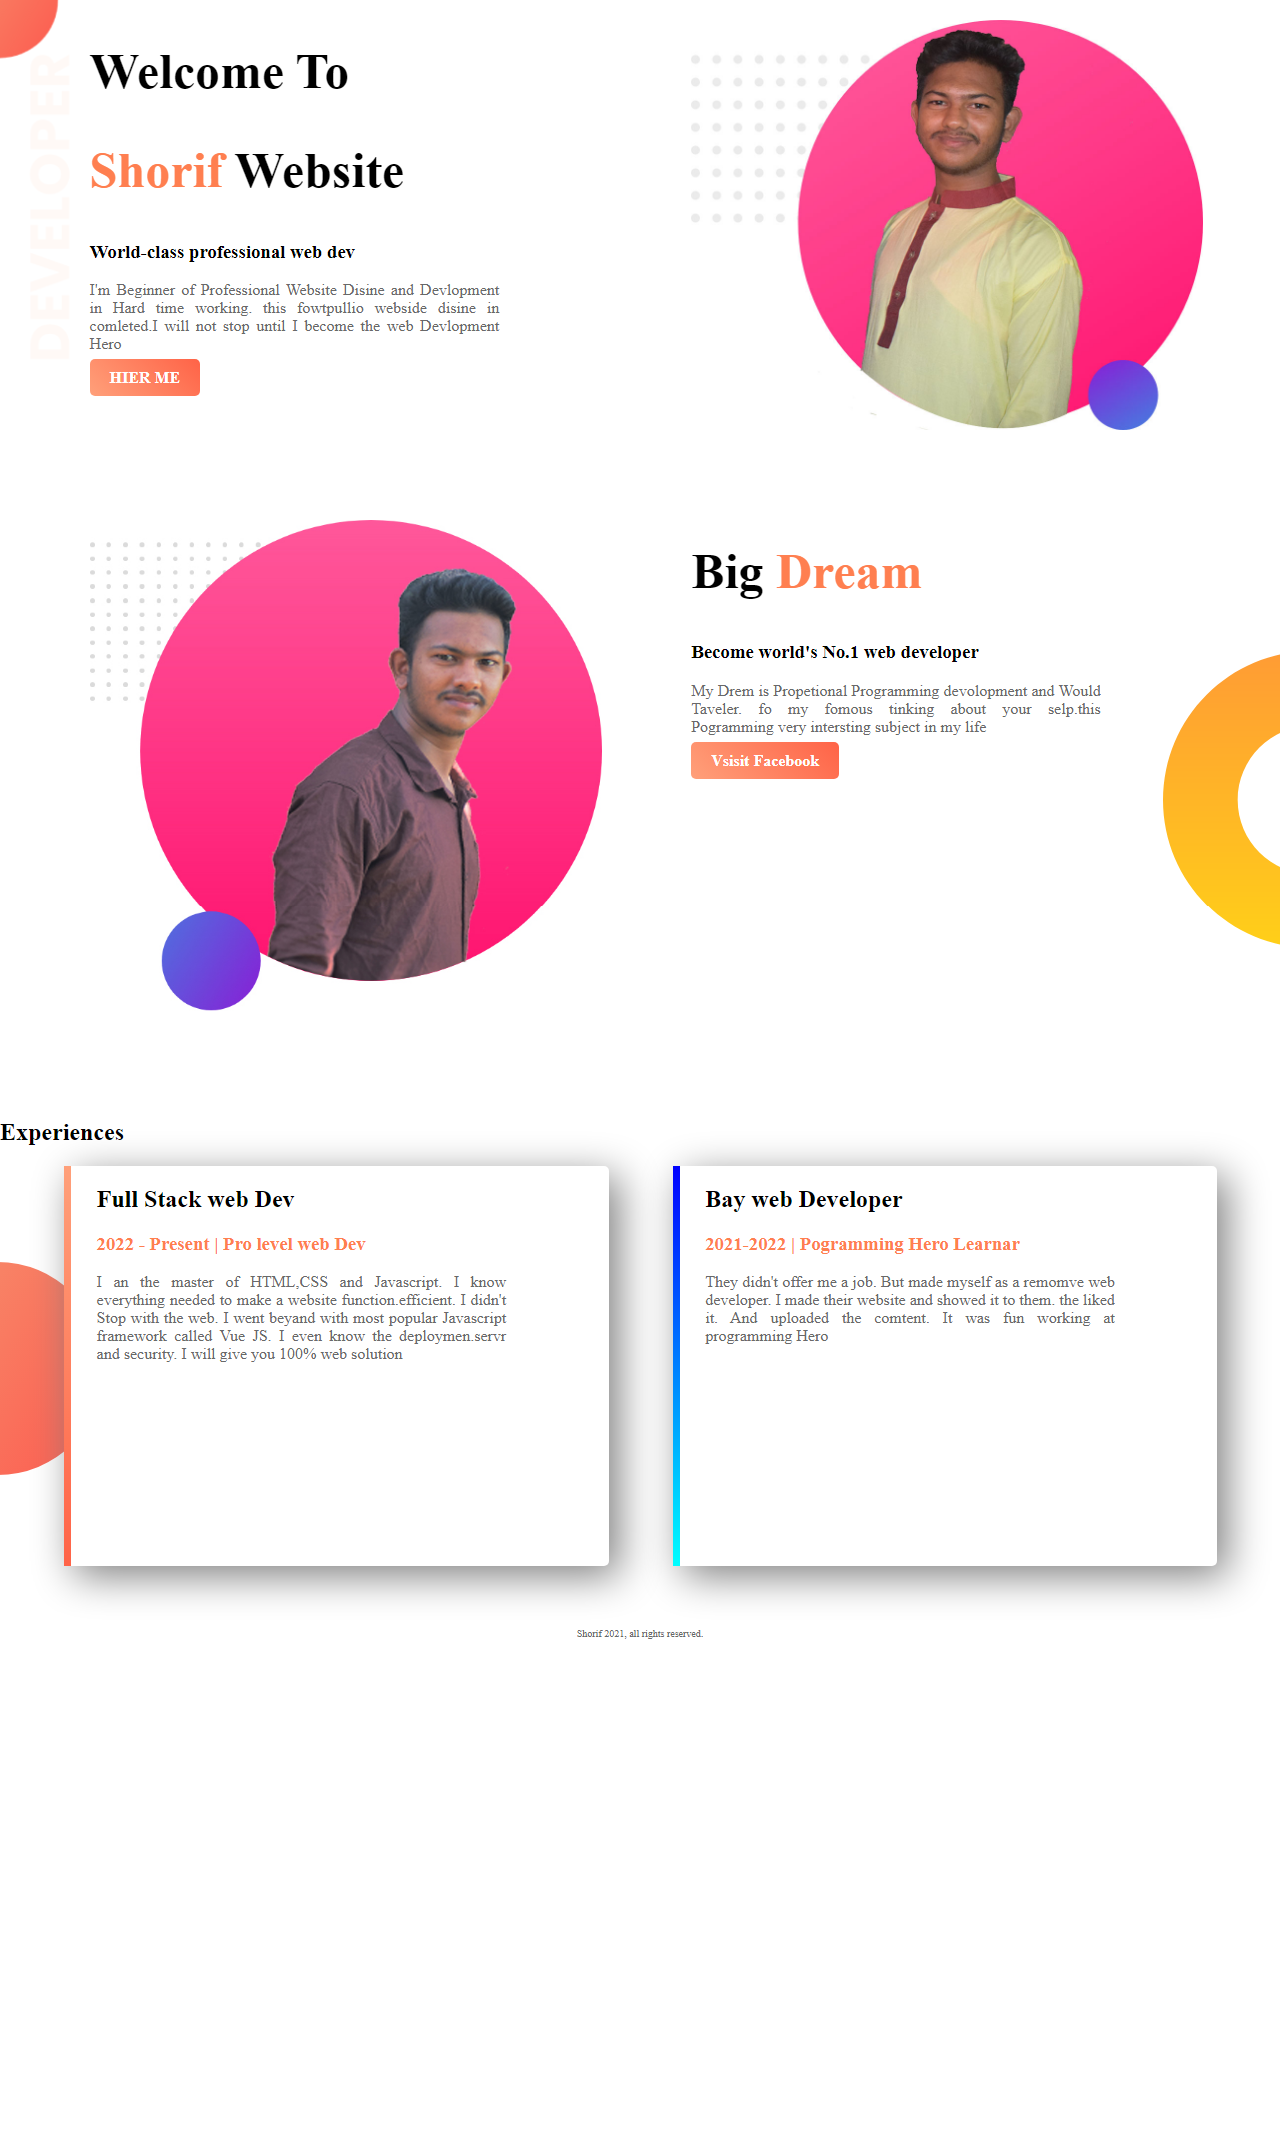 DEVELOPER
Welcome To
Shorif Website
World-class professional web dev
I'm Beginner of Professional Website Disine and Devlopment
in Hard time working. this fowtpullio webside disine in
comleted.I will not stop until I become the web Devlopment
Hero
HIER ME
Big Dream
Become world's No.1 web developer
My Drem is Propetional Programming devolopment and Would
Taveler. fo my fomous tinking about your selp.this
Pogramming very intersting subject in my life
Vsisit Facebook
Experiences
Full Stack web Dev
2022 - Present | Pro level web Dev
I an the master of HTML,CSS and Javascript. I know
everything needed to make a website function.efficient. I didn't
Stop with the web. I went beyand with most popular Javascript
framework called Vue JS. I even know the deploymen.servr
and security. I will give you 100% web solution
Bay web Developer
2021-2022 | Pogramming Hero Learnar
They didn't offer me a job. But made myself as a remomve web
developer. I made their website and showed it to them. the liked
it. And uploaded the comtent. It was fun working at
programming Hero
Shorif 2021, all rights reserved.